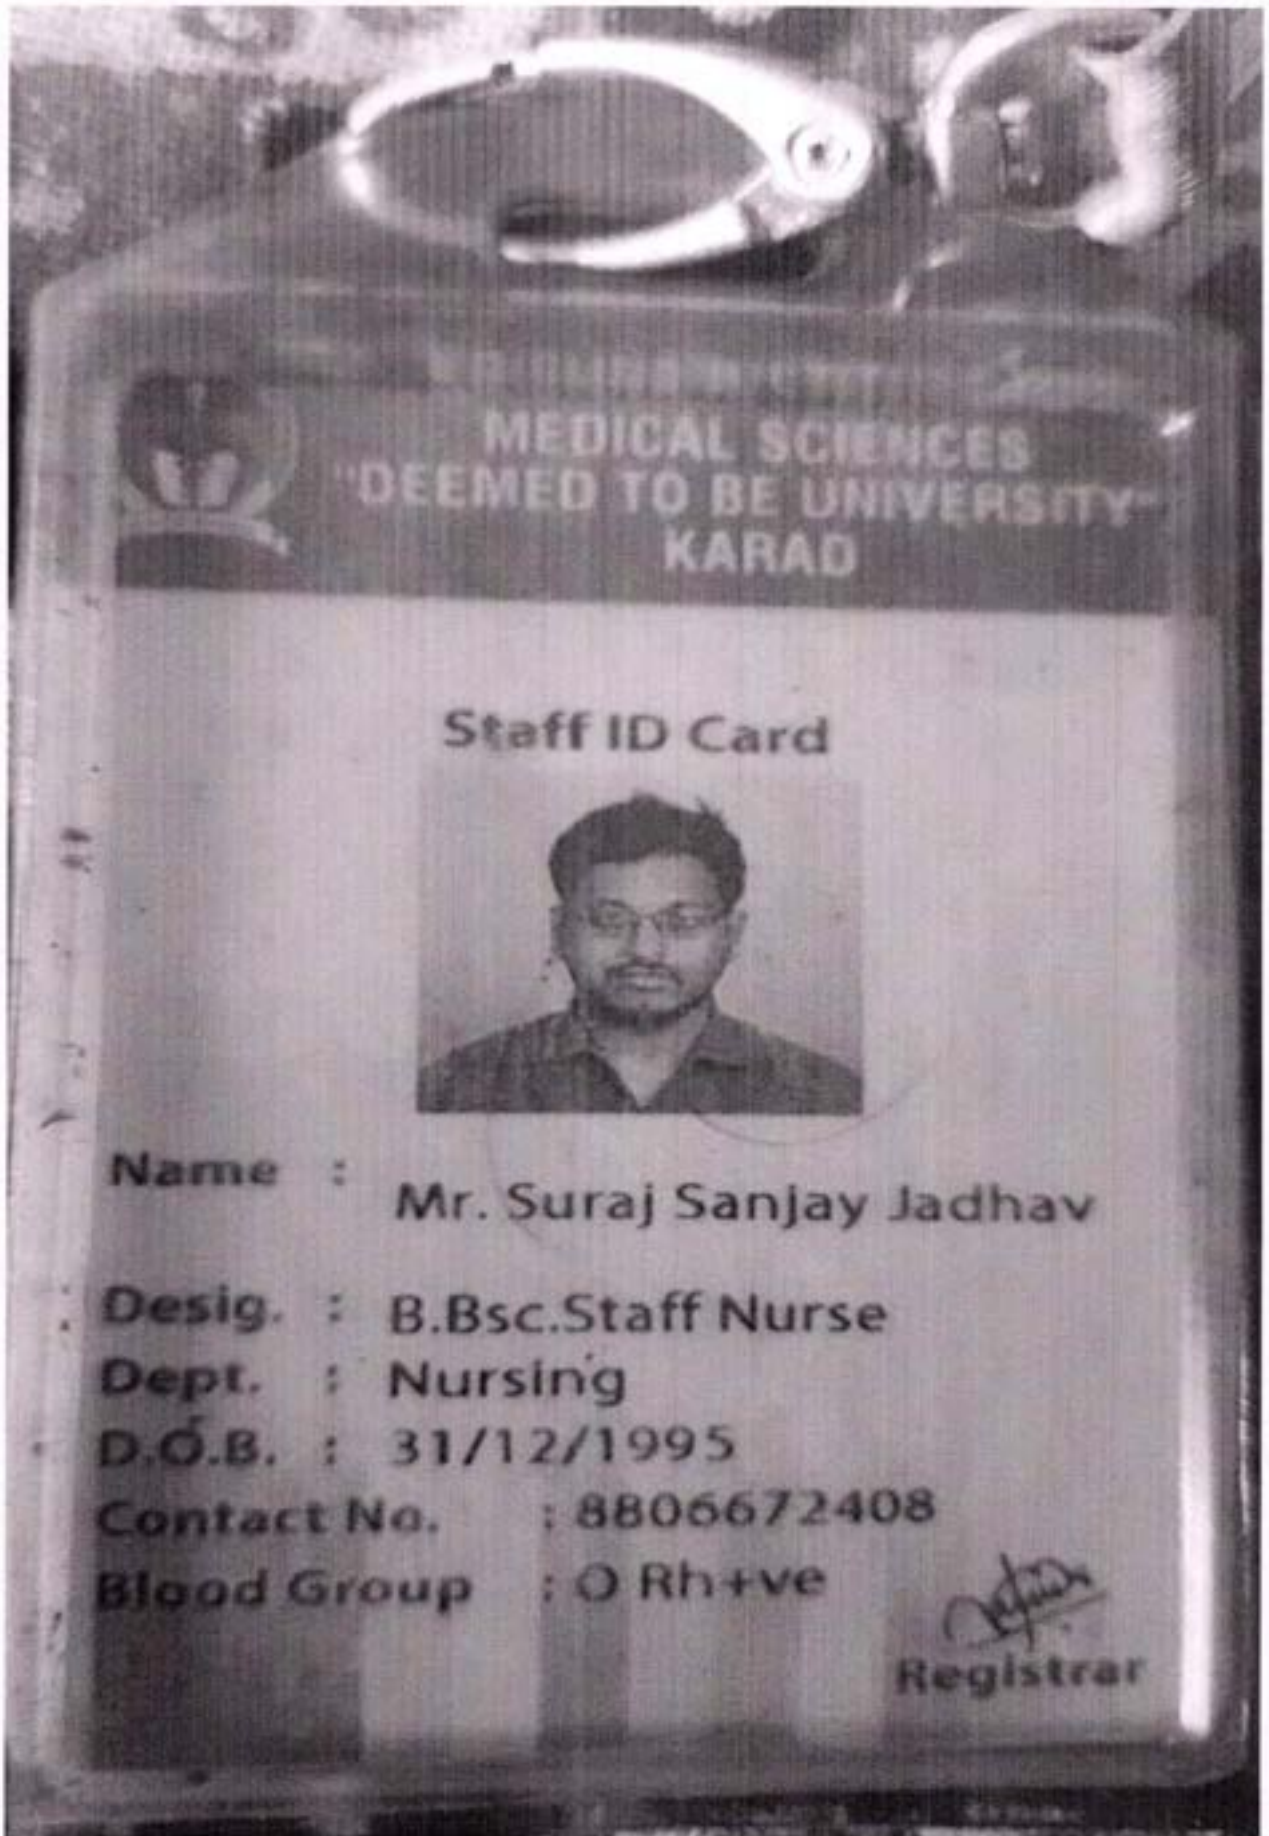 MEDICAL SCIENCES
"DEEMED TO BE UNIVERSITY"
KARAD
Staff ID Card
Name : Mr. Suraj Sanjay Jadhav
Desig. : B.Bsc.Staff Nurse
Dept. : Nursing
D.O.B. : 31/12/1995
Contact No. : 8806672408
Blood Group : O Rh+ve
Registrar